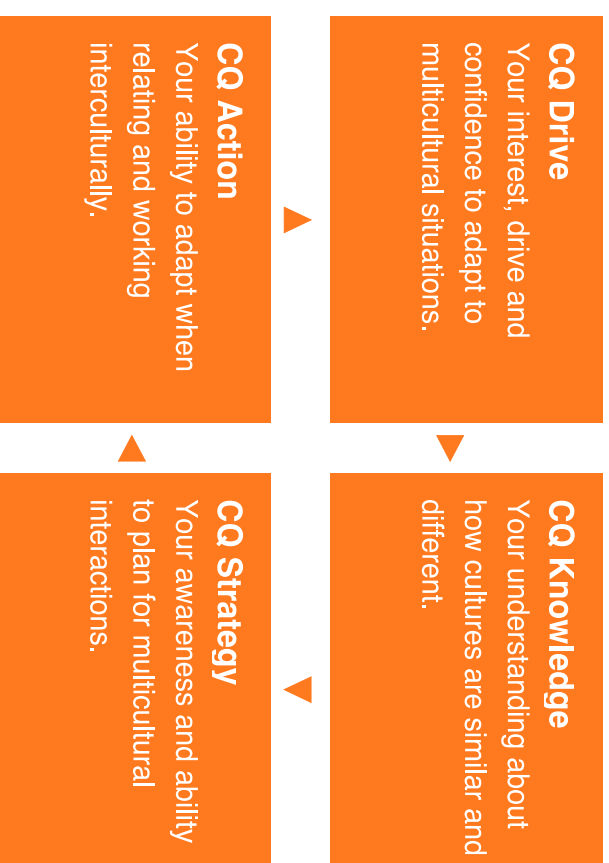 CQ Drive
Your interest, drive and
confidence to adapt to
multicultural situations.
CQ Knowledge
Your understanding about
how cultures are similar and
different.
CQ Action
Your ability to adapt when
relating and working
interculturally.
CQ Strategy
Your awareness and ability
to plan for multicultural
interactions.